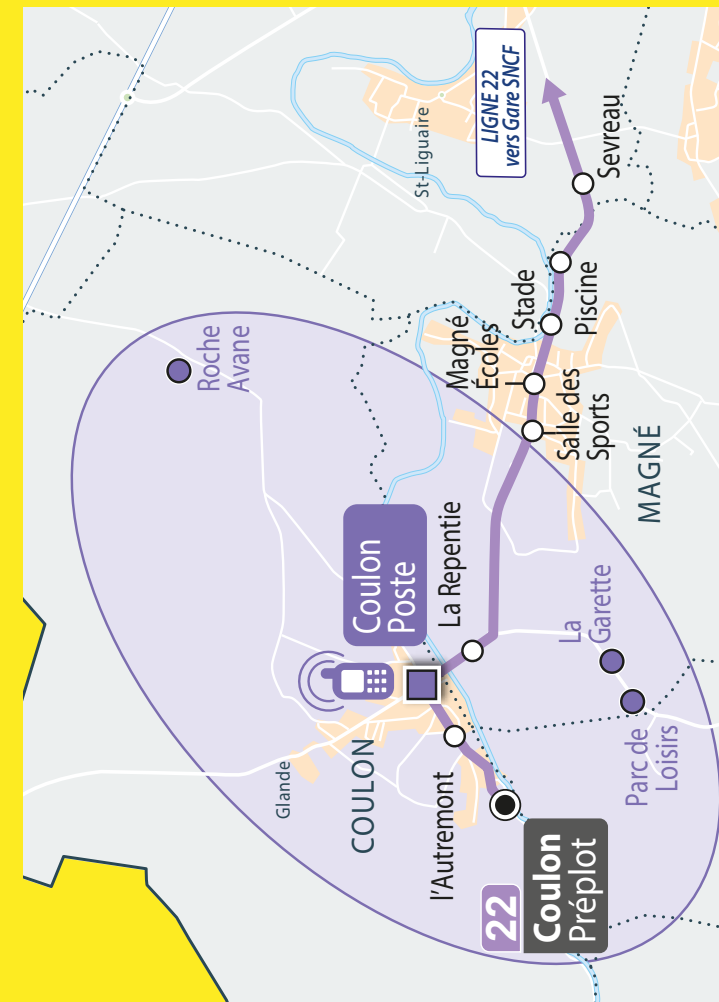 LIGNE 22
vers Gare SNCF
St-Liguaire
Sevreau
Stade
Piscine
Magné
Écoles
Salle des
Sports
MAGNÉ
Roche
Avane
Coulon
Poste
La Repentie
La
Garette
Parc de
Loisirs
Glande
COULON
l'Autremont
22
Coulon
Préplot